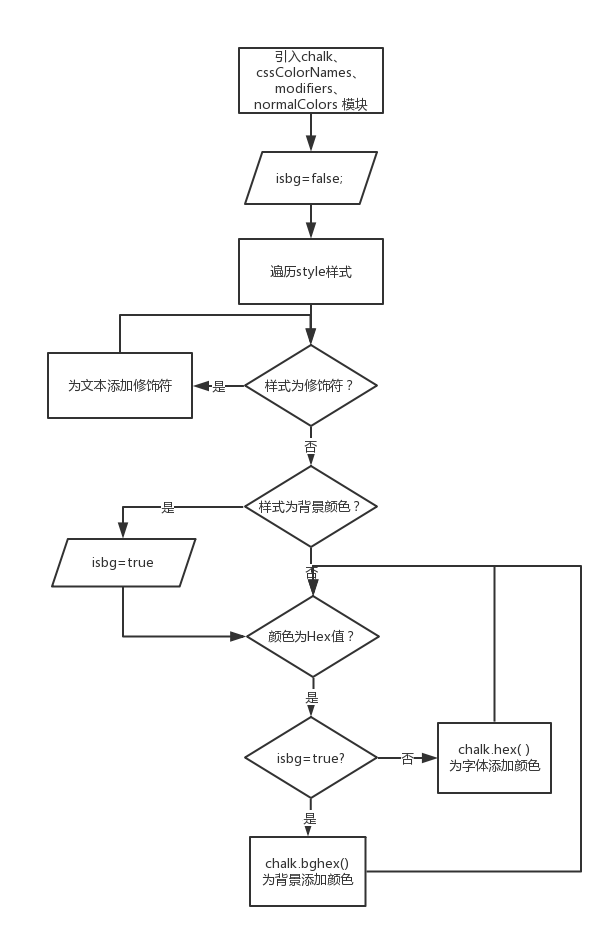 引入chalk、
cssColorNames、
modifiers、
normalColors 模块
isbg=false;
遍历style样式
为文本添加修饰符
是
样式为修饰符？
否
是
样式为背景颜色？
isbg=true
否
颜色为Hex值？
是
isbg=true?
否
chalk.hex( )
为字体添加颜色
是
chalk.bghex()
为背景添加颜色